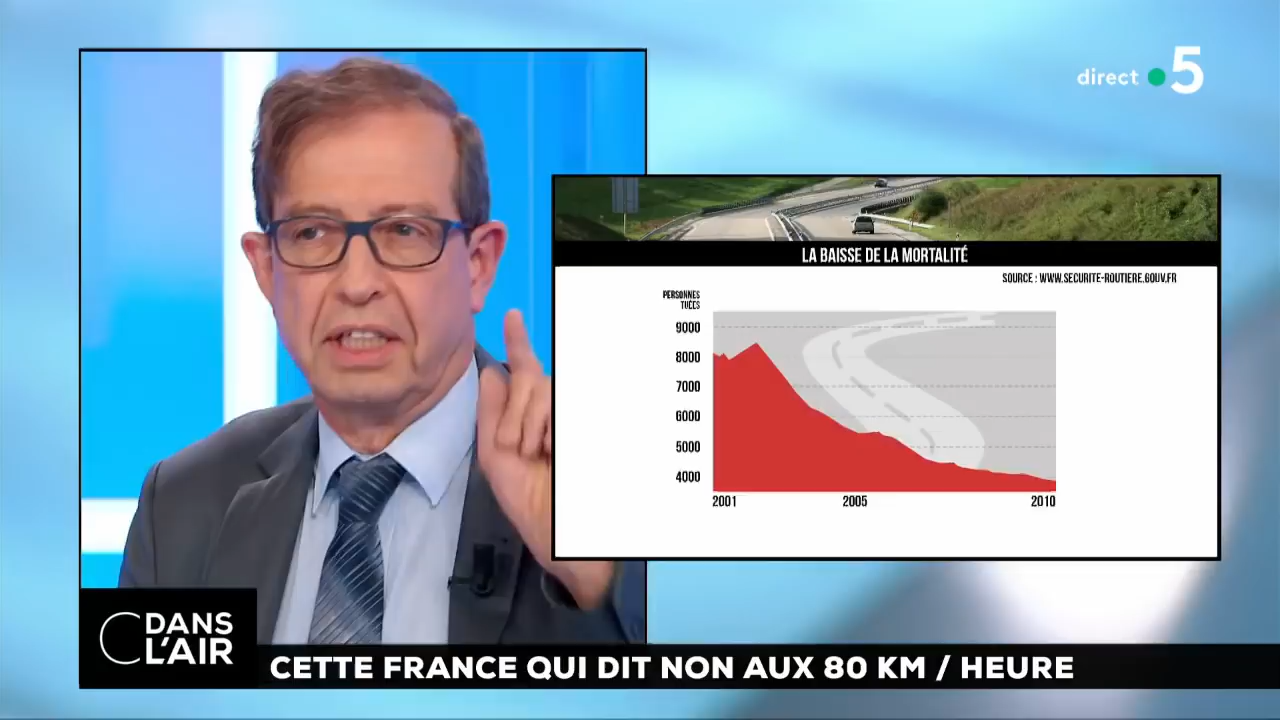 direct 5
LA BAISSE DE LA MORTALITÉ
SOURCE : WWW.SECURITE-ROUTIERE.GOUV.FR
PERSONNES
TUÉES
9000
8000
7000
6000
5000
4000
2001 2005 2010
C DANS
L'AIR
CETTE FRANCE QUI DIT NON AUX 80 KM / HEURE